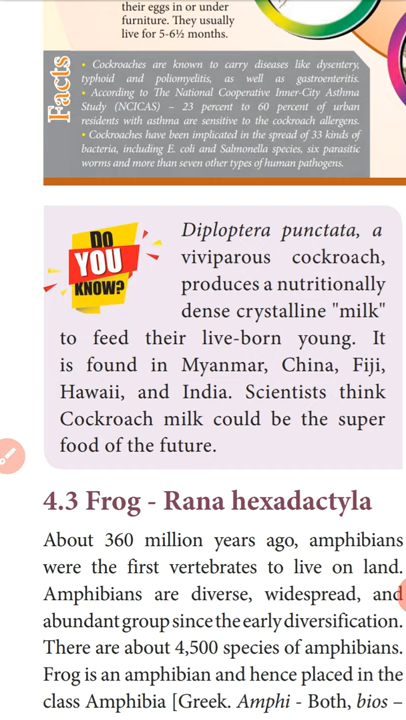 their eggs in or under
furniture. They usually
live for 5-6½ months.
Facts
• Cockroaches are known to carry diseases like dysentery,
typhoid and poliomyelitis, as well as gastroenteritis.
• According to The National Cooperative Inner-City Asthma
Study (NCICAS) – 23 percent to 60 percent of urban
residents with asthma are sensitive to the cockroach allergens.
• Cockroaches have been implicated in the spread of 33 kinds of
bacteria, including E. coli and Salmonella species, six parasitic
worms and more than seven other types of human pathogens.
DO
YOU
KNOW?
Diploptera punctata, a
viviparous cockroach,
produces a nutritionally
dense crystalline "milk"
to feed their live-born young. It
is found in Myanmar, China, Fiji,
Hawaii, and India. Scientists think
Cockroach milk could be the super
food of the future.
4.3 Frog - Rana hexadactyla
About 360 million years ago, amphibians
were the first vertebrates to live on land.
Amphibians are diverse, widespread, and
abundant group since the early diversification.
There are about 4,500 species of amphibians.
Frog is an amphibian and hence placed in the
class Amphibia [Greek. Amphi - Both, bios –